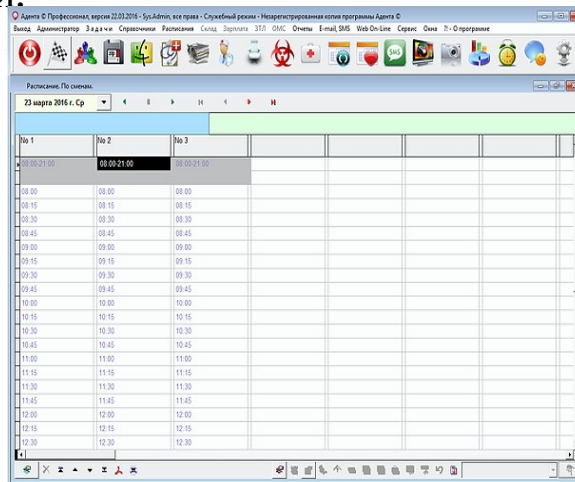 Адента © Професcионал, версия 22.03.2016 - Sys.Admin, все права - Служебный режим - Незарегистрированная копия программы Адента ©
Выход Администратор Задачи Справочники Расписания Склад Зарплата ЗТЛ ОМС Отчеты E-mail, SMS Web On-Line Сервис Окна ? - О программе
SMS
Расписание. По сменам.
23 марта 2016 г. Ср
No 1 No 2 No 3
08:00-21:00 08:00-21:00 08:00-21:00
08:00 08:00 08:00
08:15 08:15 08:15
08:30 08:30 08:30
08:45 08:45 08:45
09:00 09:00 09:00
09:15 09:15 09:15
09:30 09:30 09:30
09:45 09:45 09:45
10:00 10:00 10:00
10:15 10:15 10:15
10:30 10:30 10:30
10:45 10:45 10:45
11:00 11:00 11:00
11:15 11:15 11:15
11:30 11:30 11:30
11:45 11:45 11:45
12:00 12:00 12:00
12:15 12:15 12:15
12:30 12:30 12:30